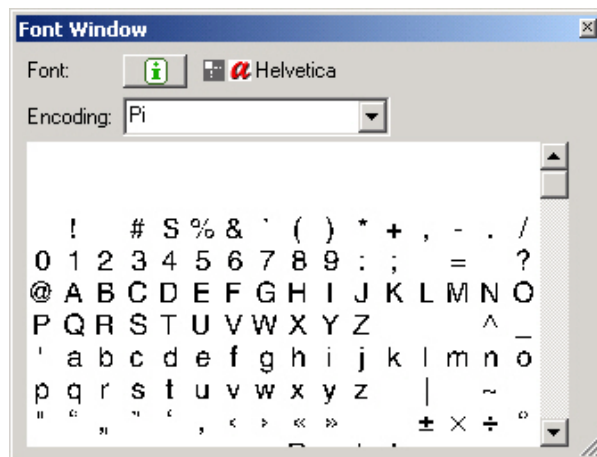 Font Window
Font: Helvetica
Encoding: Pi
! # S % & ` ( ) * + , - . /
0 1 2 3 4 5 6 7 8 9 : ; = ?
@ A B C D E F G H I J K L M N O
P Q R S T U V W X Y Z ^ _
' a b c d e f g h i j k l m n o
p q r s t u v w x y z | ~
" “ „ ” ‘ , ‹ › « » ± × ÷ °